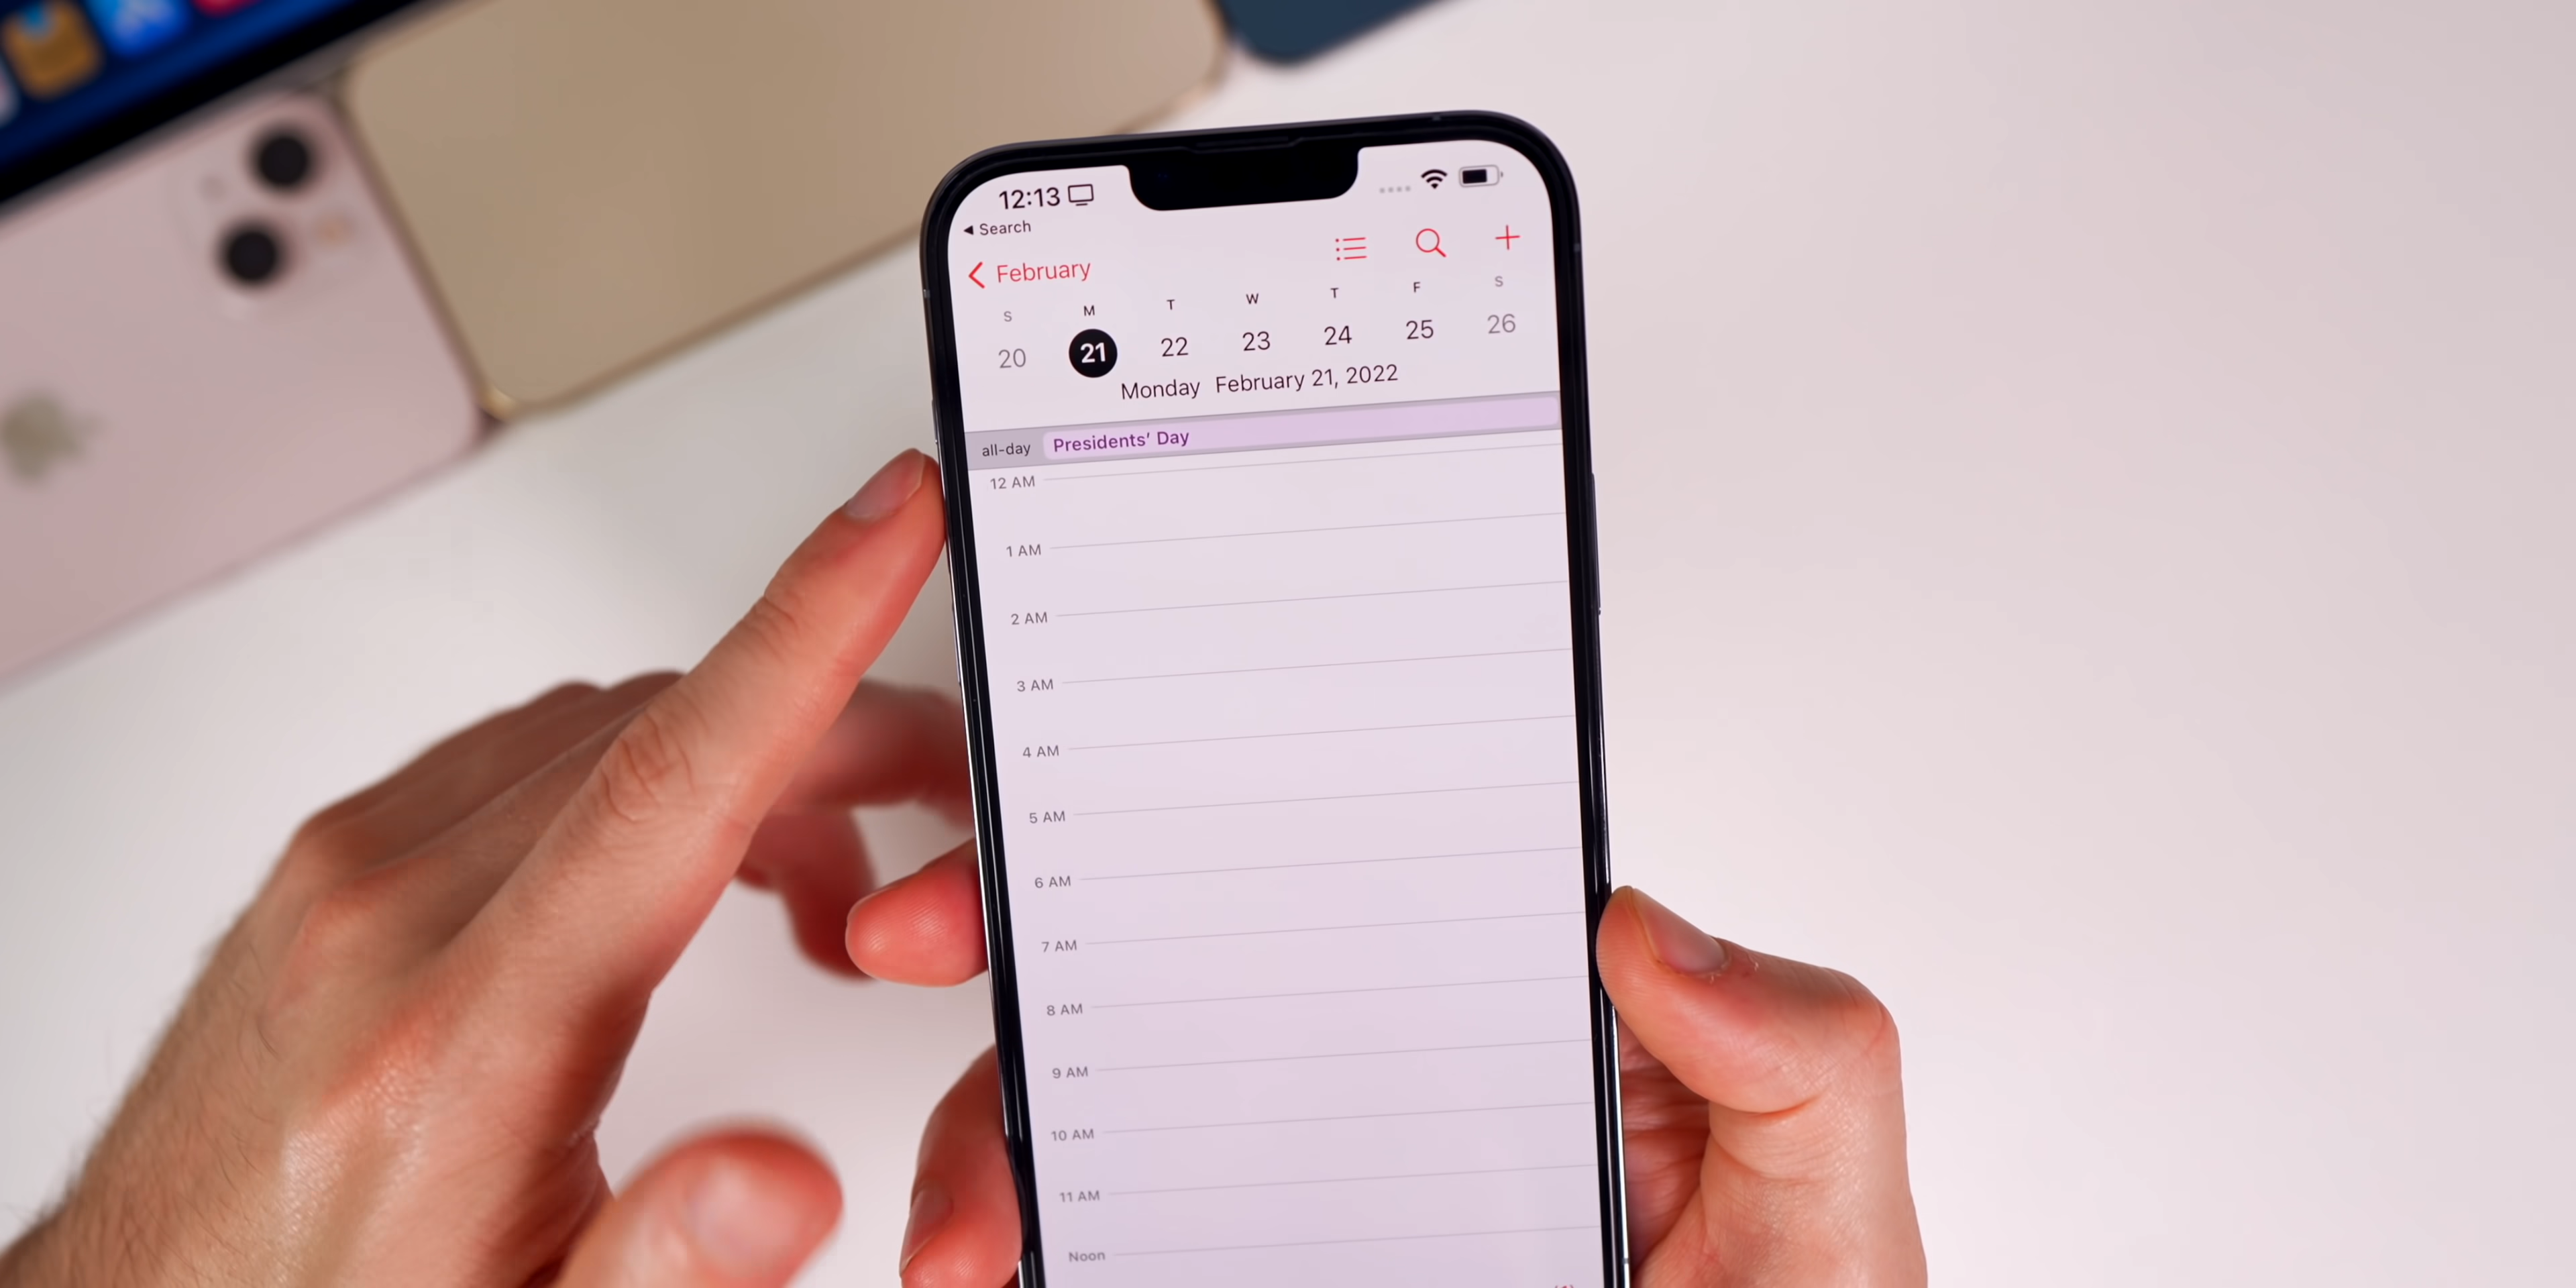 12:13
◀ Search
February
S M T W T F S
20 21 22 23 24 25 26
Monday February 21, 2022
all-day Presidents’ Day
12 AM
1 AM
2 AM
3 AM
4 AM
5 AM
6 AM
7 AM
8 AM
9 AM
10 AM
11 AM
Noon